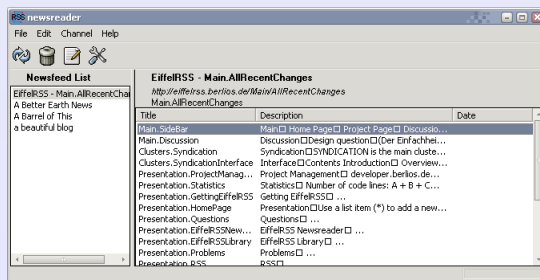 RSS newsreader
File Edit Channel Help
Newsfeed List
EiffelRSS - Main.AllRecentChan
A Better Earth News
A Barrel of This
a beautiful blog
EiffelRSS - Main.AllRecentChanges
http://eiffelrss.berlios.de/Main/AllRecentChanges
Main.AllRecentChanges
Title Description Date
Main.SideBar Main□ Home Page□ Project Page□ Discussio...
Main.Discussion Discussion□Design question□(Der Einfachhei...
Clusters.Syndication Syndication□SYNDICATION is the main cluste...
Clusters.SyndicationInterface Interface□Contents Introduction□ Overview...
Presentation.ProjectManag... Project Management□ developer.berlios.de...
Presentation.Statistics Statistics□ Number of code lines: A + B + C...
Presentation.GettingEiffelRSS Getting EiffelRSS□ ...
Presentation.HomePage Presentation□Use a list item (*) to add a new...
Presentation.Questions Questions□ ...
Presentation.EiffelRSSNew... EiffelRSS Newsreader□ ...
Presentation.EiffelRSSLibrary EiffelRSS Library□ ...
Presentation.Problems Problems□ ...
Presentation.RSS RSS□ ...